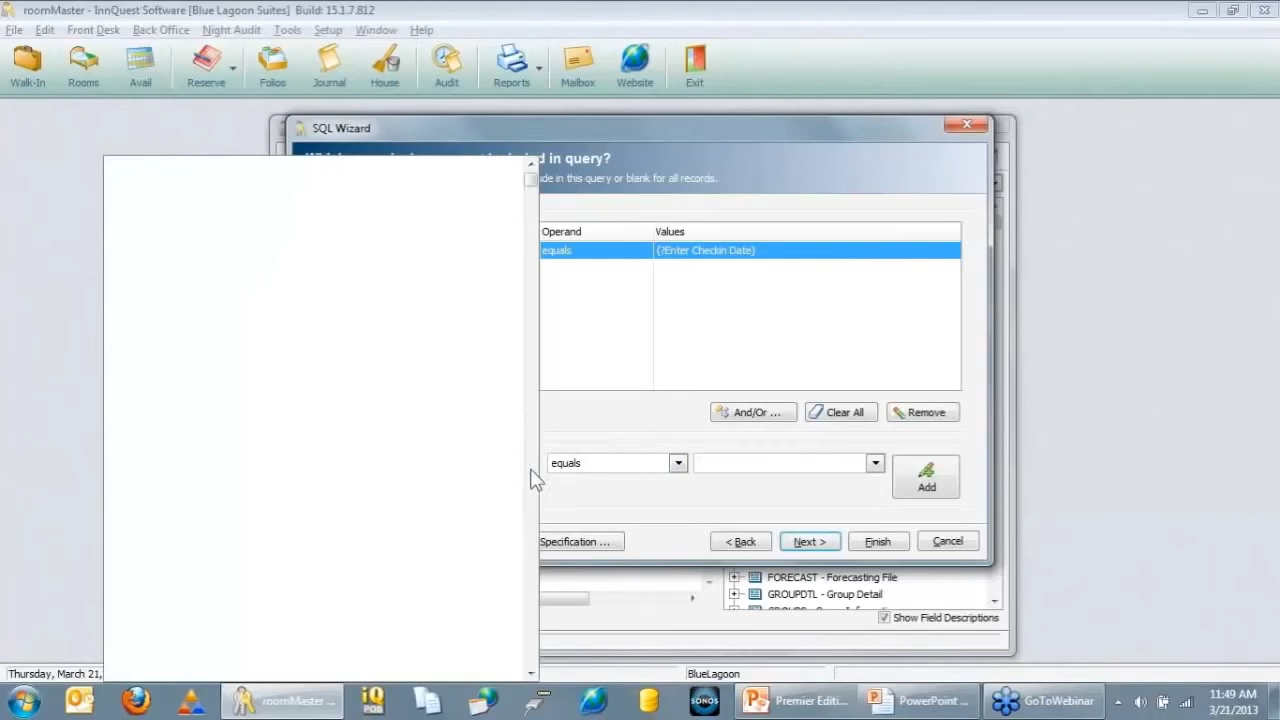 roomMaster - InnQuest Software [Blue Lagoon Suites] Build: 15.1.7.812
File Edit Front Desk Back Office Night Audit Tools Setup Window Help
Walk-In Rooms Avail Reserve Folios Journal House Audit Reports Mailbox Website Exit
SQL Wizard
in query?
in this query or blank for all records.
Operand Values
equals {?Enter Checkin Date}
And/Or ... Clear All Remove
equals
Add
Specification ... < Back Next > Finish Cancel
FORECAST - Forecasting File
GROUPDTL - Group Detail
Show Field Descriptions
Thursday, March 21, BlueLagoon
roomMaster ... iQ POS SONOS Premier Editi... PowerPoint ... GoToWebinar
11:49 AM
3/21/2013